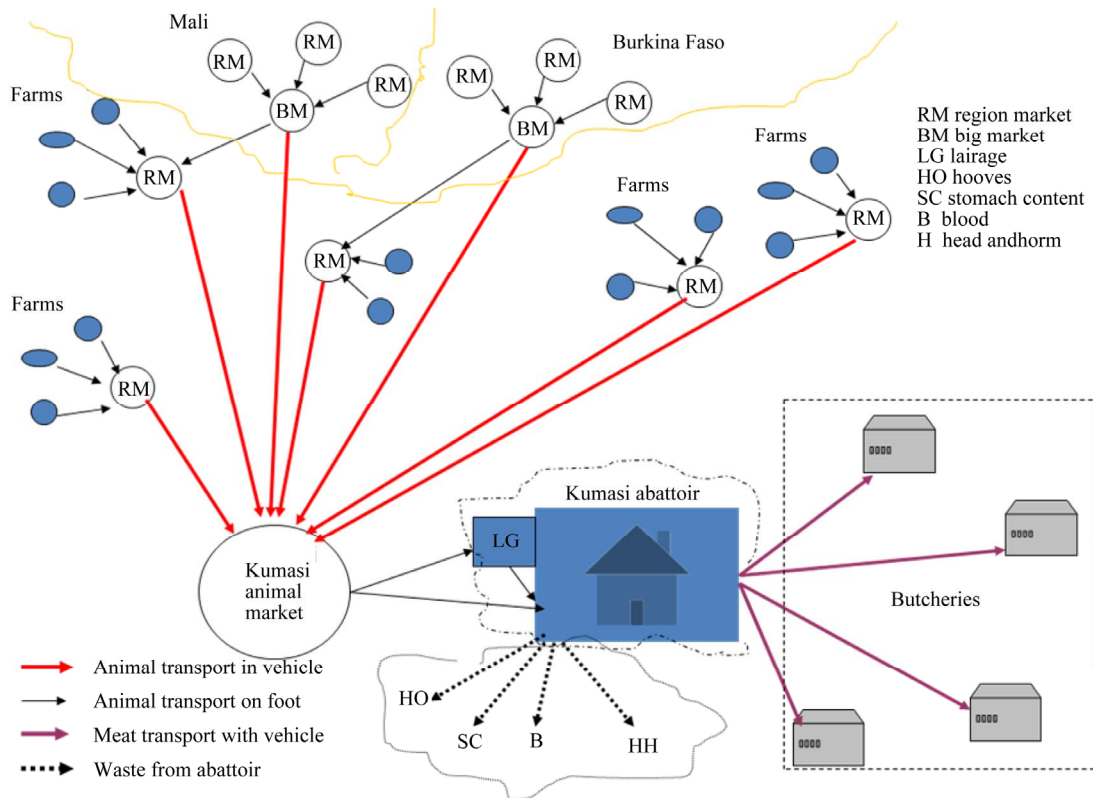 Mali
RM
RM
RM
BM
Burkina Faso
RM
RM
RM
BM
Farms
RM
Farms
RM
Farms
RM
RM
Farms
RM
RM region market
BM big market
LG lairage
HO hooves
SC stomach content
B blood
H head andhorm
Kumasi
animal
market
Kumasi abattoir
LG
Butcheries
HO
SC
B
HH
Animal transport in vehicle
Animal transport on foot
Meat transport with vehicle
Waste from abattoir